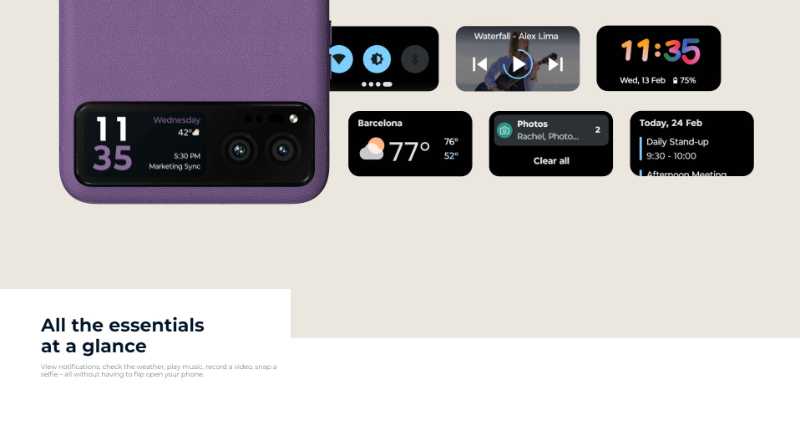 Waterfall - Alex Lima
11:35
Wed, 13 Feb 75%
11
35
Wednesday
42°
5:30 PM
Marketing Sync
Barcelona
77°
76°
52°
Photos
Rachel, Photo...
2
Clear all
Today, 24 Feb
Daily Stand-up
9:30 - 10:00
Afternoon Meeting
All the essentials
at a glance
View notifications, check the weather, play music, record a video, snap a
selfie – all without having to flip open your phone.